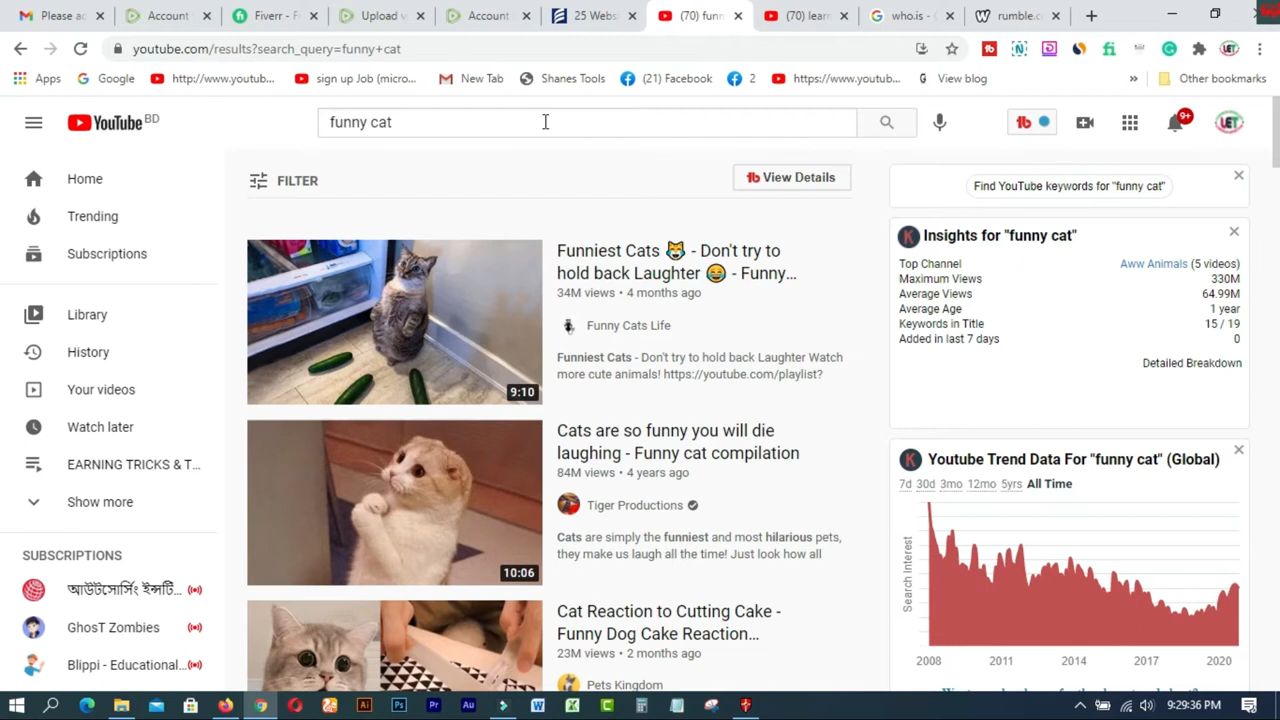 Please ac
Account
Fiverr - F
Upload v
Account
25 Websi
(70) funn
(70) lear
who.is - G
rumble.c
youtube.com/results?search_query=funny+cat
Apps
Google
http://www.youtub...
sign up Job (micro...
New Tab
Shanes Tools
(21) Facebook
2
https://www.youtub...
View blog
»
Other bookmarks
YouTube BD
funny cat
9+
LET
Home
Trending
Subscriptions
Library
History
Your videos
Watch later
EARNING TRICKS & T...
Show more
SUBSCRIPTIONS
আউটসোর্সিং ইন্সটি...
GhosT Zombies
Blippi - Educational...
FILTER
View Details
Funniest Cats 😹 - Don't try to
hold back Laughter 😂 - Funny...
34M views • 4 months ago
Funny Cats Life
Funniest Cats - Don't try to hold back Laughter Watch
more cute animals! https://youtube.com/playlist?
9:10
Cats are so funny you will die
laughing - Funny cat compilation
84M views • 4 years ago
Tiger Productions
Cats are simply the funniest and most hilarious pets,
they make us laugh all the time! Just look how all
10:06
Cat Reaction to Cutting Cake -
Funny Dog Cake Reaction...
23M views • 2 months ago
Pets Kingdom
Find YouTube keywords for "funny cat"
Insights for "funny cat"
Top Channel Aww Animals (5 videos)
Maximum Views 330M
Average Views 64.99M
Average Age 1 year
Keywords in Title 15 / 19
Added in last 7 days 0
Detailed Breakdown
Youtube Trend Data For "funny cat" (Global)
7d 30d 3mo 12mo 5yrs All Time
Search Interest
2008 2011 2014 2017 2020
9:29:36 PM